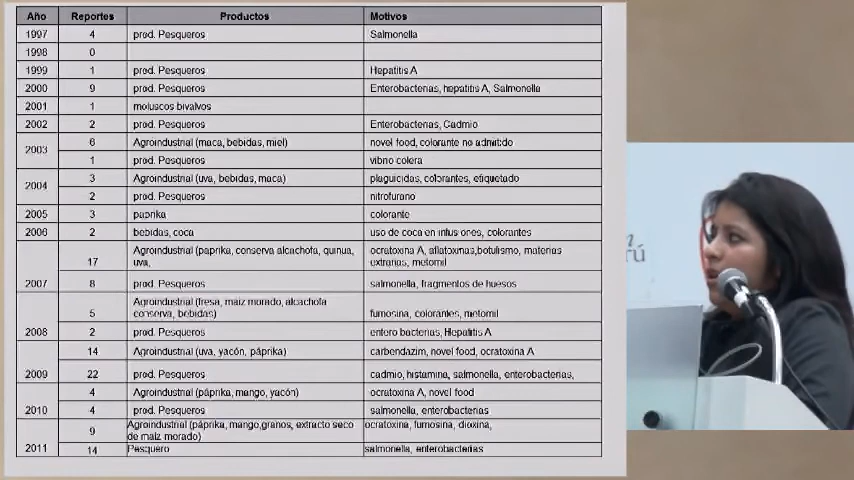 Año Reportes Productos Motivos
1997 4 prod. Pesqueros Salmonella
1998 0
1999 1 prod. Pesqueros Hepatitis A
2000 9 prod. Pesqueros Enterobacterias, hepatitis A, Salmonella
2001 1 moluscos bivalvos
2002 2 prod. Pesqueros Enterobacterias, Cadmio
2003 6 Agroindustrial (maca, bebidas, miel) novel food, colorante no admitido
1 prod. Pesqueros vibrio colera
2004 3 Agroindustrial (uva, bebidas, maca) plaguicidas, colorantes, etiquetado
2 prod. Pesqueros nitrofurano
2005 3 paprika colorante
2006 2 bebidas, coca uso de coca en infusiones, colorantes
2007 17 Agroindustrial (paprika, conserva alcachofa, quinua, ocratoxina A, aflatoxinas,botulismo, materias
uva, extrañas, metomil
8 prod. Pesqueros salmonella, fragmentos de huesos
2008 5 Agroindustrial (fresa, maiz morado, alcachofa
conserva, bebidas) fumosina, colorantes, metomil
2 prod. Pesqueros entero bacterias, Hepatitis A
2009 14 Agroindustrial (uva, yacón, páprika) carbendazim, novel food, ocratoxina A
22 prod. Pesqueros cadmio, histamina, salmonella, enterobacterias,
2010 4 Agroindustrial (páprika, mango, yacón) ocratoxina A, novel food
4 prod. Pesqueros salmonella, enterobacterias
2011 9 Agroindustrial (páprika, mango,granos, extracto seco ocratoxina, fumosina, dioxina,
de maiz morado)
14 Pesquero salmonella, enterobacterias